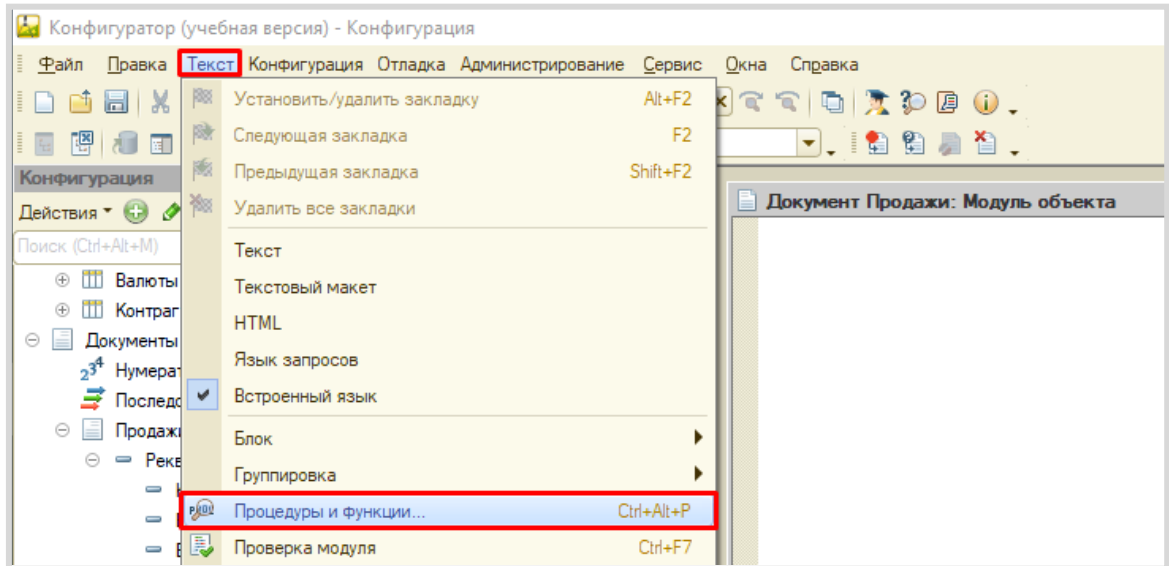 Конфигуратор (учебная версия) - Конфигурация
Файл Правка Текст Конфигурация Отладка Администрирование Сервис Окна Справка
Установить/удалить закладку Alt+F2
Следующая закладка F2
Конфигурация
Предыдущая закладка Shift+F2
Действия
Удалить все закладки
Документ Продажи: Модуль объекта
Поиск (Ctrl+Alt+M)
Текст
Валюты
Текстовый макет
Контраг
HTML
Документы
Язык запросов
Нумерат
Последо
Встроенный язык
Продажи
Блок
Рекв
Группировка
Процедуры и функции... Ctrl+Alt+P
Проверка модуля Ctrl+F7